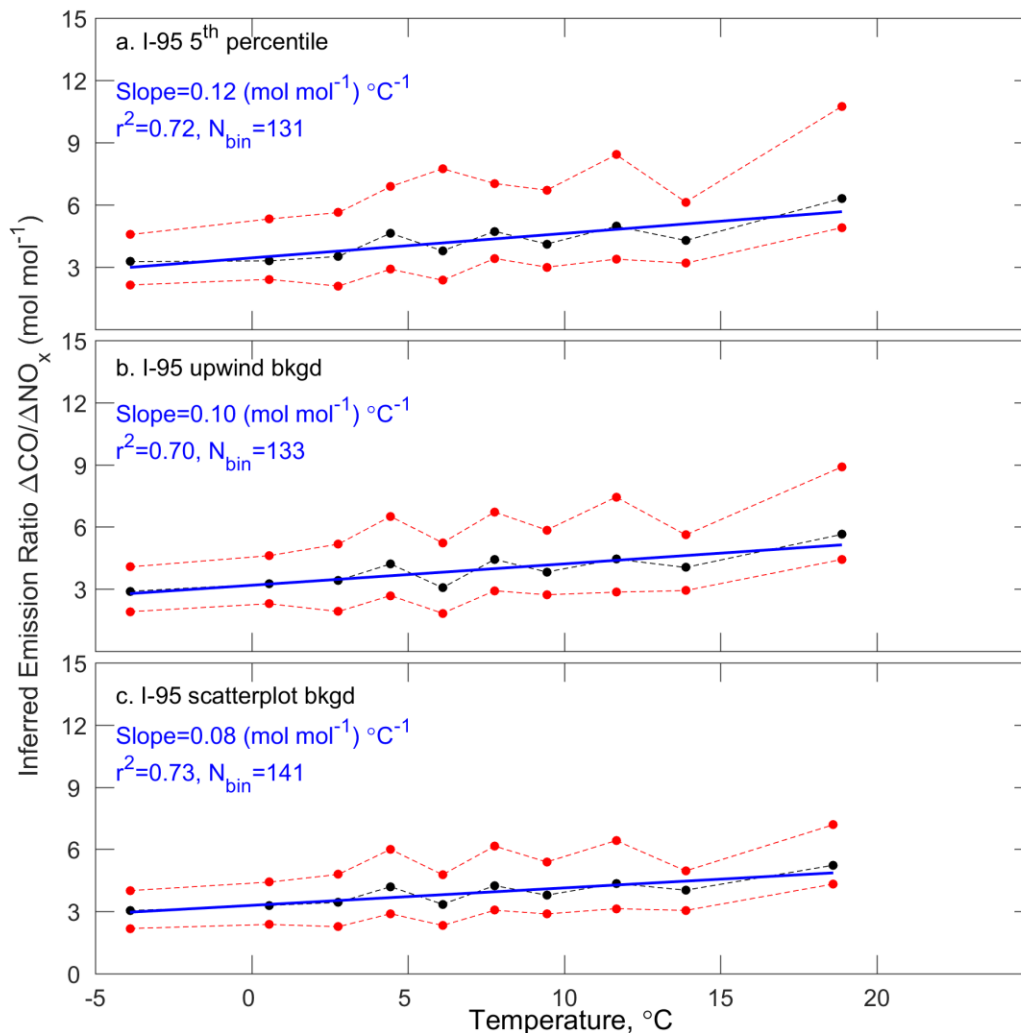 Inferred Emission Ratio ΔCO/ΔNOx (mol mol⁻¹)
15
a. I-95 5th percentile
12
Slope=0.12 (mol mol⁻¹) °C⁻¹
r²=0.72, Nbin=131
9
6
3
15
b. I-95 upwind bkgd
12
Slope=0.10 (mol mol⁻¹) °C⁻¹
r²=0.70, Nbin=133
9
6
3
15
c. I-95 scatterplot bkgd
12
Slope=0.08 (mol mol⁻¹) °C⁻¹
r²=0.73, Nbin=141
9
6
3
0
-5 0 5 10 15 20
Temperature, °C